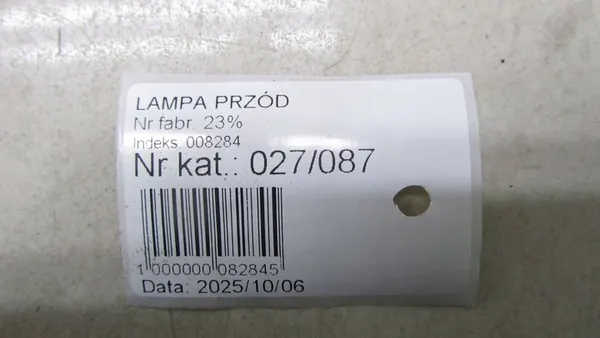 LAMPA PRZÓD
Nr fabr. 23%
Indeks. 008284
Nr kat.: 027/087
1 000000 082845
Data: 2025/10/06